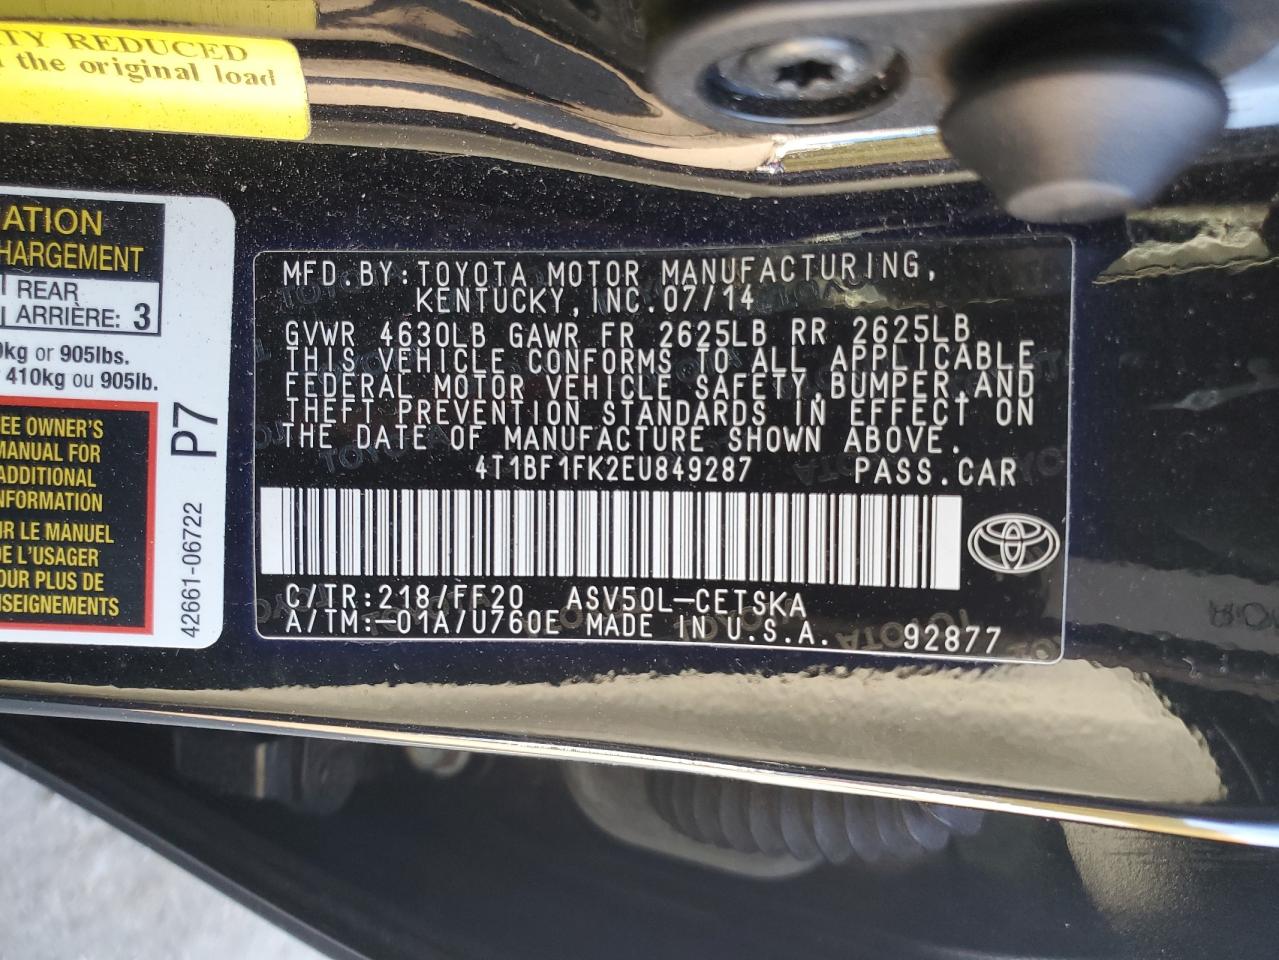 TY REDUCED
the original load
ATION
HARGEMENT
REAR
ARRIÈRE: 3
kg or 905lbs.
410kg ou 905lb.
EE OWNER'S
MANUAL FOR
ADDITIONAL
NFORMATION
IR LE MANUEL
E L'USAGER
OUR PLUS DE
SEIGNEMENTS
P7
42661-06722
MFD.BY:TOYOTA MOTOR MANUFACTURING,
KENTUCKY,INC.07/14
GVWR 4630LB GAWR FR 2625LB RR 2625LB
THIS VEHICLE CONFORMS TO ALL APPLICABLE
FEDERAL MOTOR VEHICLE SAFETY,BUMPER,AND
THEFT PREVENTION STANDARDS IN EFFECT ON
THE DATE OF MANUFACTURE SHOWN ABOVE.
4T1BF1FK2EU849287 PASS.CAR
C/TR:218/FF20 ASV50L-CETSKA
A/TM:-01A/U760E MADE IN U.S.A. 92877